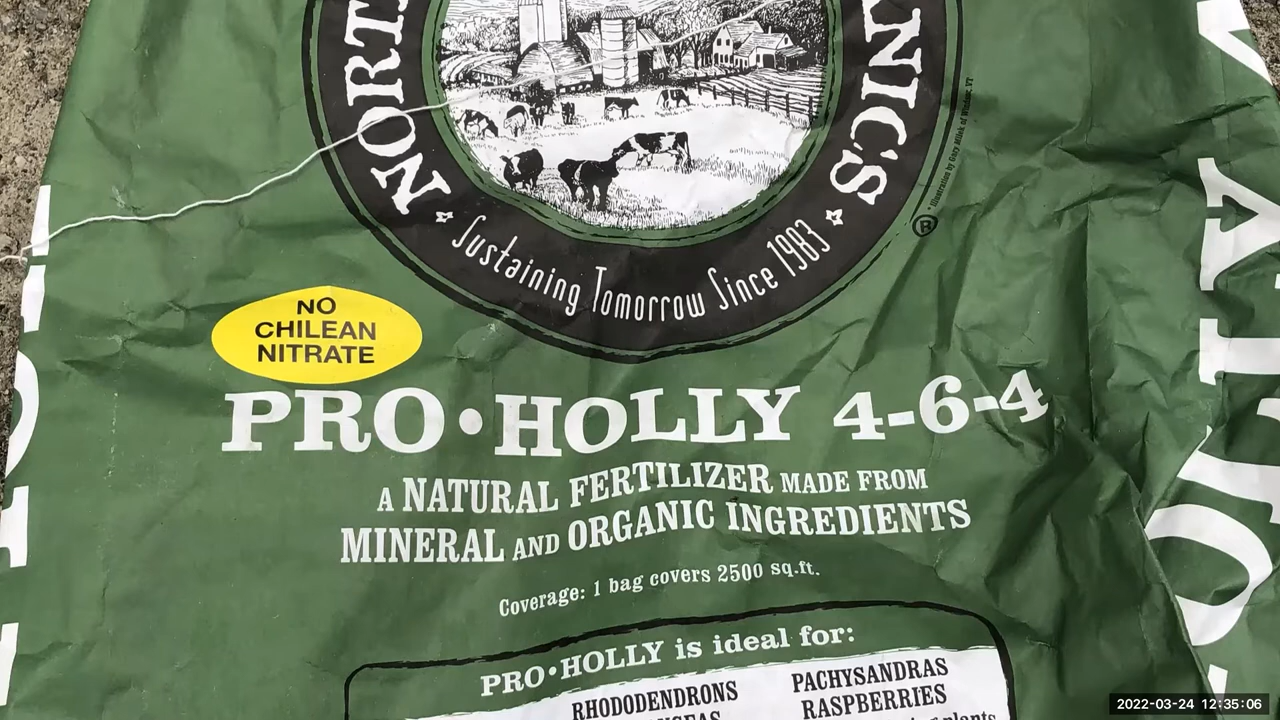 NORT
ANICS
Sustaining Tomorrow Since 1983
®
NO
CHILEAN
NITRATE
PRO•HOLLY 4-6-4
A NATURAL FERTILIZER MADE FROM
MINERAL AND ORGANIC INGREDIENTS
Coverage: 1 bag covers 2500 sq.ft.
PRO•HOLLY is ideal for:
RHODODENDRONS
PACHYSANDRAS
RASPBERRIES
plants
2022-03-24 12:35:06